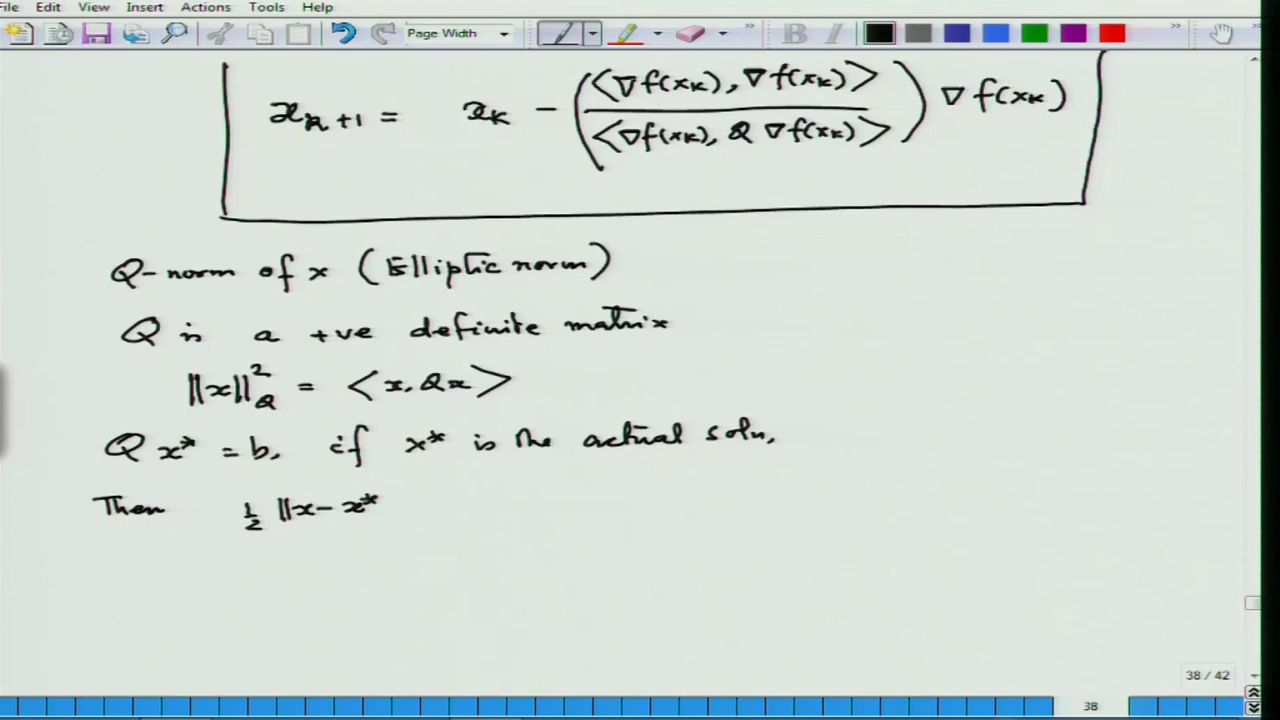 File Edit View Insert Actions Tools Help
Page Width
x_{k+1} = x_k - (<∇f(x_k), ∇f(x_k)> / <∇f(x_k), Q ∇f(x_k)>) ∇f(x_k)
Q-norm of x (Elliptic norm)
Q is a +ve definite matrix
||x||²_Q = <x, Qx>
Q x* = b, if x* is the actual soln,
Then ½ ||x - x*
38 / 42
38